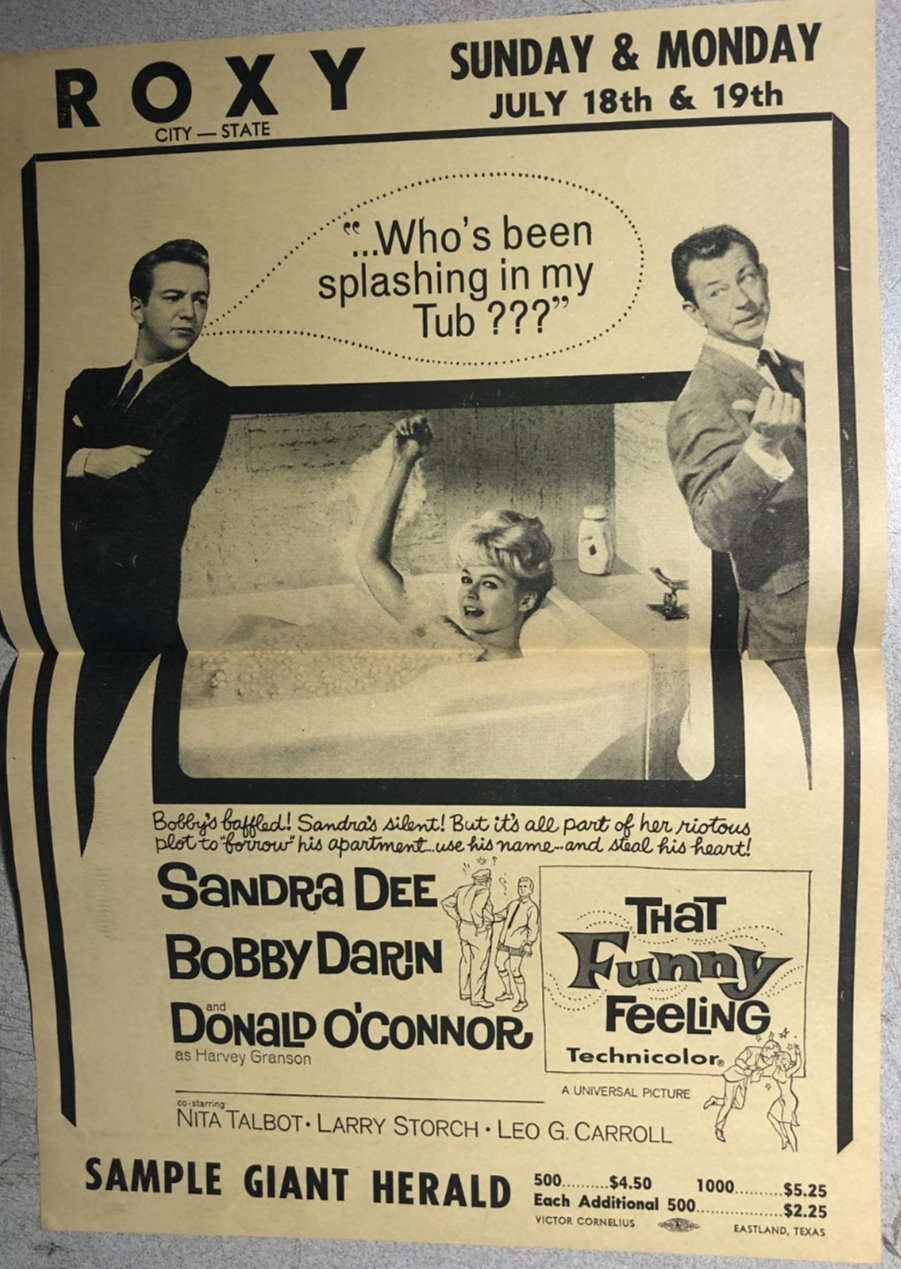 ROXY
CITY — STATE
SUNDAY & MONDAY
JULY 18th & 19th
"...Who's been
splashing in my
Tub ???"
Bobby's baffled! Sandra's silent! But it's all part of her riotous
plot to "borrow" his apartment...use his name...and steal his heart!
SANDRA DEE
BOBBY DARIN
and
DONALD O'CONNOR
as Harvey Granson
THAT
Funny
FEELING
Technicolor®
A UNIVERSAL PICTURE
co-starring
NITA TALBOT • LARRY STORCH • LEO G. CARROLL
SAMPLE GIANT HERALD
500.........$4.50 1000..........$5.25
Each Additional 500...............$2.25
VICTOR CORNELIUS EASTLAND, TEXAS